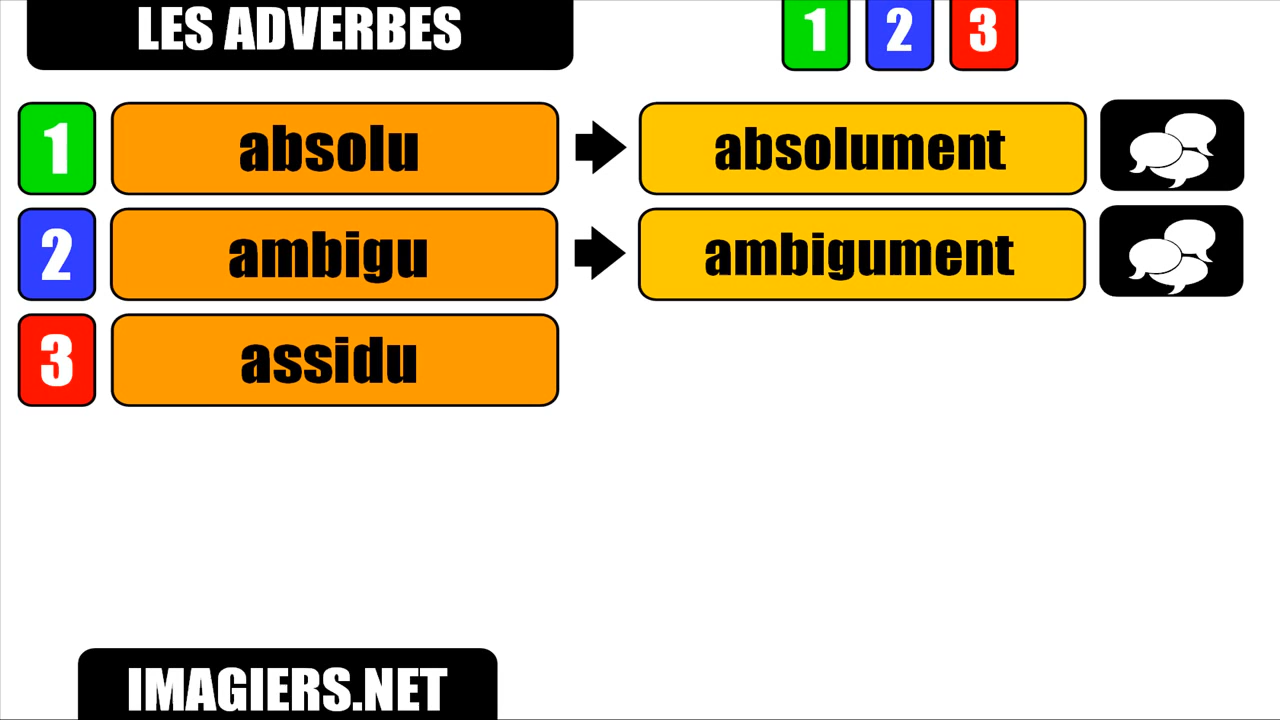 LES ADVERBES
1 2 3
1 absolu absolument
2 ambigu ambigument
3 assidu
IMAGIERS.NET